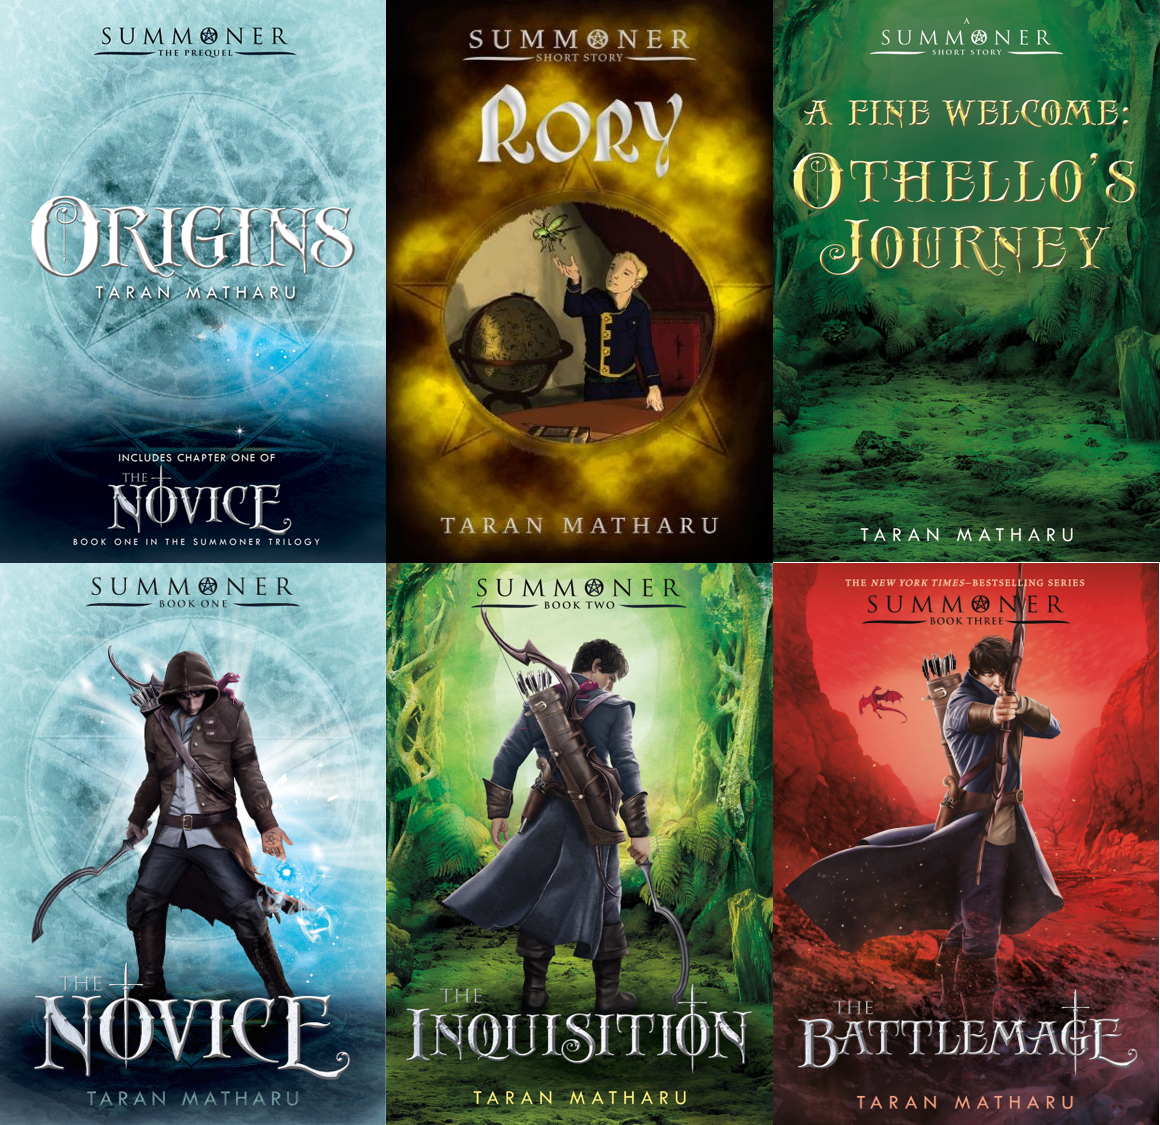 SUMMONER
THE PREQUEL
ORIGINS
TARAN MATHARU
INCLUDES CHAPTER ONE OF
THE
NOVICE
BOOK ONE IN THE SUMMONER TRILOGY
SUMMONER
SHORT STORY
RORY
TARAN MATHARU
A
SUMMONER
SHORT STORY
A FINE WELCOME:
OTHELLO'S
JOURNEY
TARAN MATHARU
SUMMONER
BOOK ONE
THE
NOVICE
TARAN MATHARU
SUMMONER
BOOK TWO
THE
INQUISITION
TARAN MATHARU
THE NEW YORK TIMES–BESTSELLING SERIES
SUMMONER
BOOK THREE
THE
BATTLEMAGE
TARAN MATHARU